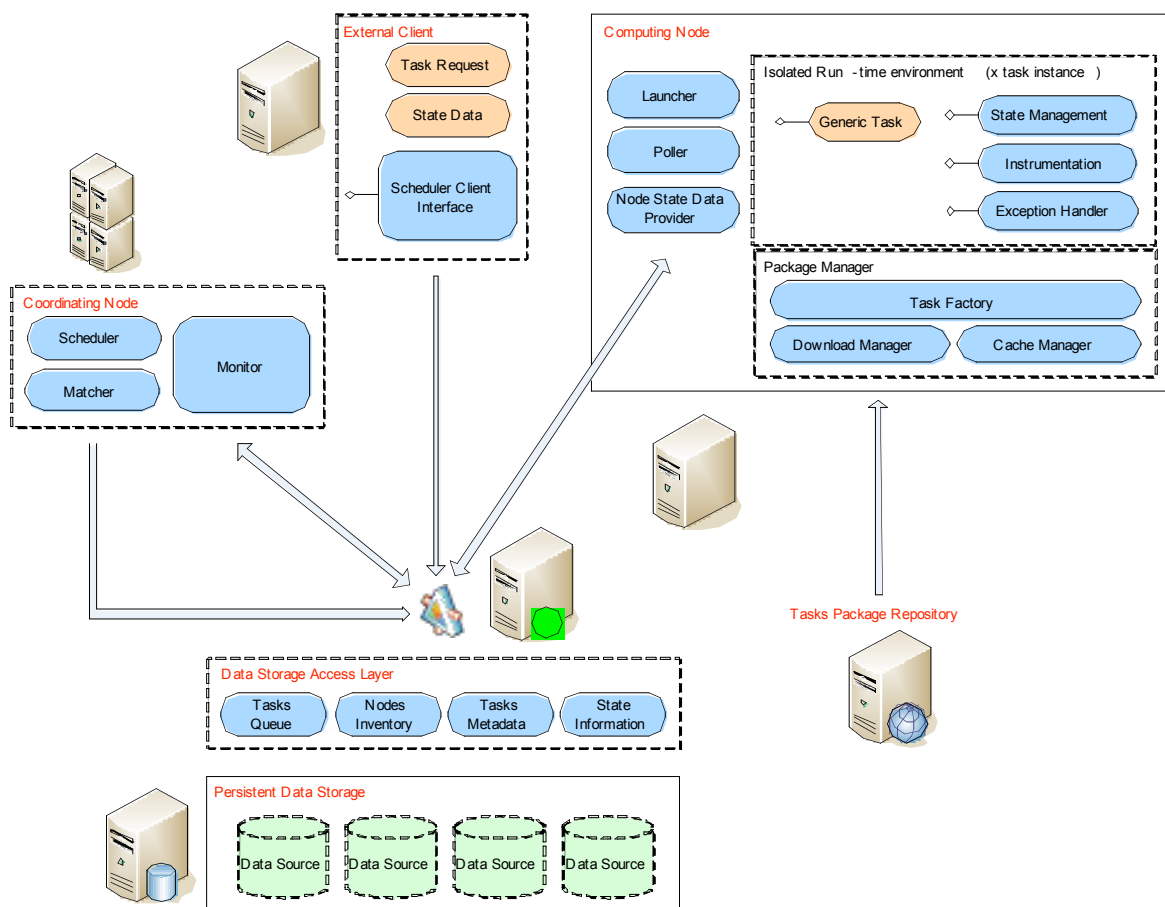 External Client
Task Request
State Data
Scheduler Client
Interface
Computing Node
Launcher
Poller
Node State Data
Provider
Isolated Run - time environment (x task instance )
Generic Task
State Management
Instrumentation
Exception Handler
Package Manager
Task Factory
Download Manager
Cache Manager
Coordinating Node
Scheduler
Matcher
Monitor
Tasks Package Repository
Data Storage Access Layer
Tasks
Queue
Nodes
Inventory
Tasks
Metadata
State
Information
Persistent Data Storage
Data Source
Data Source
Data Source
Data Source